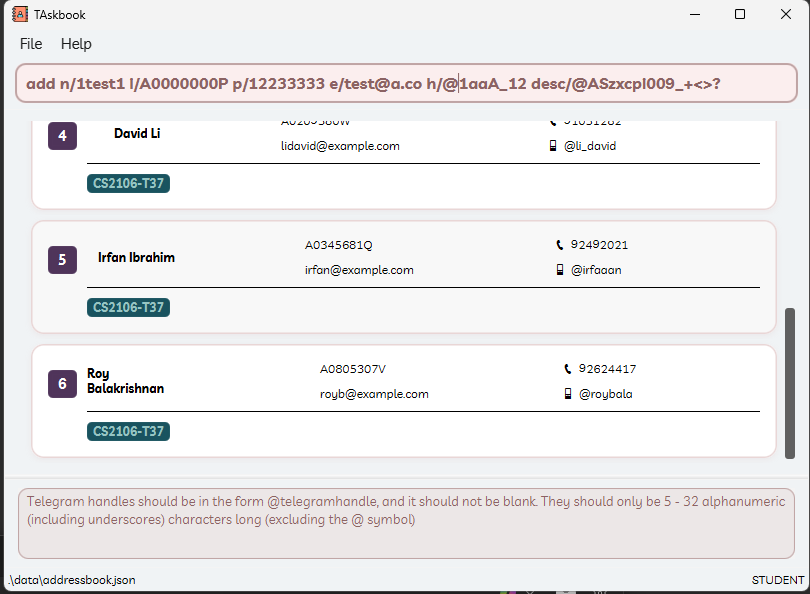 TAskbook
File Help
add n/1test1 l/A0000000P p/12233333 e/test@a.co h/@1aaA_12 desc/@ASzxcpl009_+<>?
4 David Li
lidavid@example.com @li_david
CS2106-T37
A0345681Q 92492021
5 Irfan Ibrahim
irfan@example.com @irfaaan
CS2106-T37
A0805307V 92624417
6 Roy Balakrishnan
royb@example.com @roybala
CS2106-T37
Telegram handles should be in the form @telegramhandle, and it should not be blank. They should only be 5 - 32 alphanumeric
(including underscores) characters long (excluding the @ symbol)
.\data\addressbook.json STUDENT